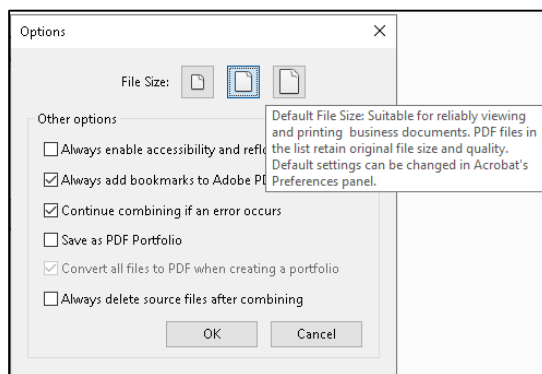 Options
File Size:
Default File Size: Suitable for reliably viewing
and printing business documents. PDF files in
the list retain original file size and quality.
Default settings can be changed in Acrobat's
Preferences panel.
Other options
Always enable accessibility and reflo
Always add bookmarks to Adobe PD
Continue combining if an error occurs
Save as PDF Portfolio
Convert all files to PDF when creating a portfolio
Always delete source files after combining
OK
Cancel